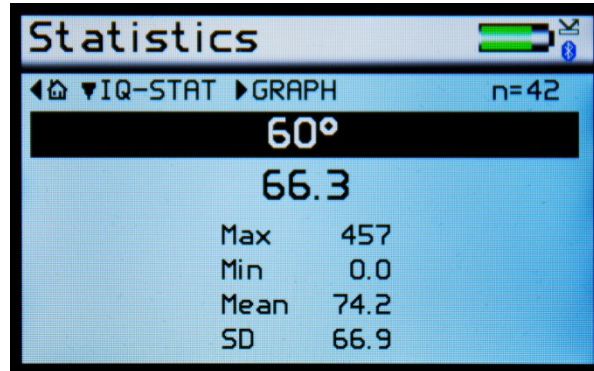 Statistics
◀⌂ ▼IQ-STAT ▶GRAPH n=42
60°
66.3
Max 457
Min 0.0
Mean 74.2
SD 66.9